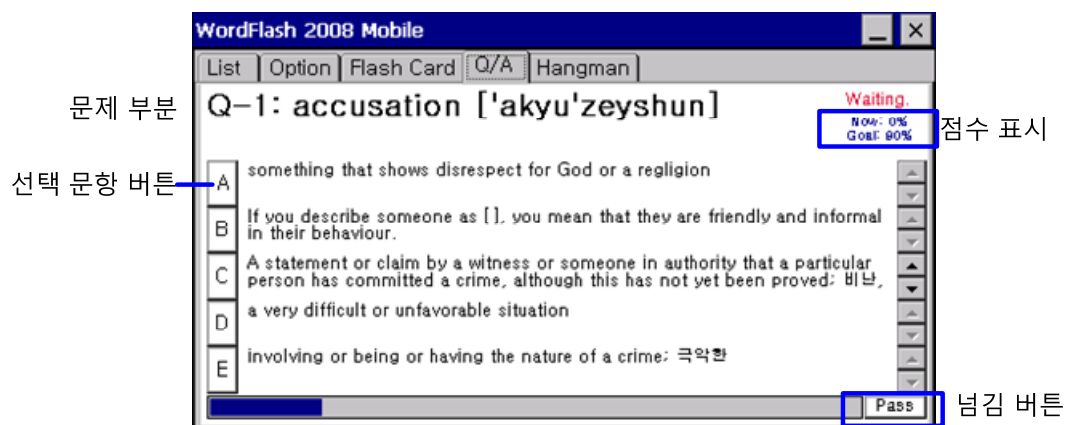 WordFlash 2008 Mobile
List Option Flash Card Q/A Hangman
문제 부분
Q-1: accusation ['akyu'zeyshun]
Waiting.
Now: 0%
Goal: 90%
점수 표시
선택 문항 버튼
A something that shows disrespect for God or a regligion
B If you describe someone as [], you mean that they are friendly and informal
in their behaviour.
C A statement or claim by a witness or someone in authority that a particular
person has committed a crime, although this has not yet been proved; 비난,
D a very difficult or unfavorable situation
E involving or being or having the nature of a crime; 극악한
Pass
넘김 버튼